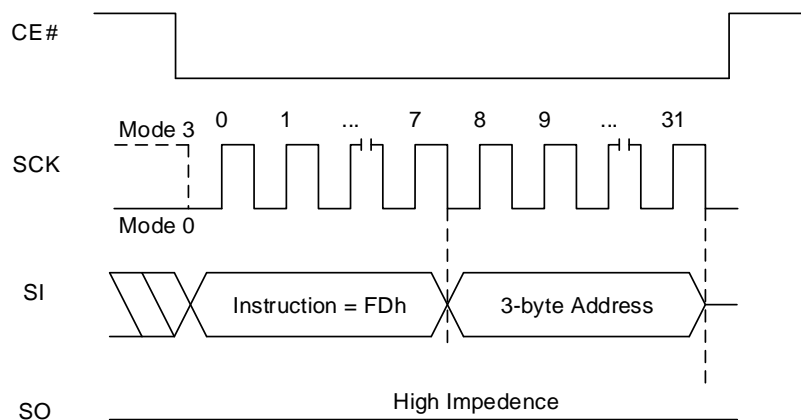 CE#
0 1 ... 7 8 9 ... 31
Mode 3
SCK
Mode 0
SI
Instruction = FDh
3-byte Address
High Impedence
SO